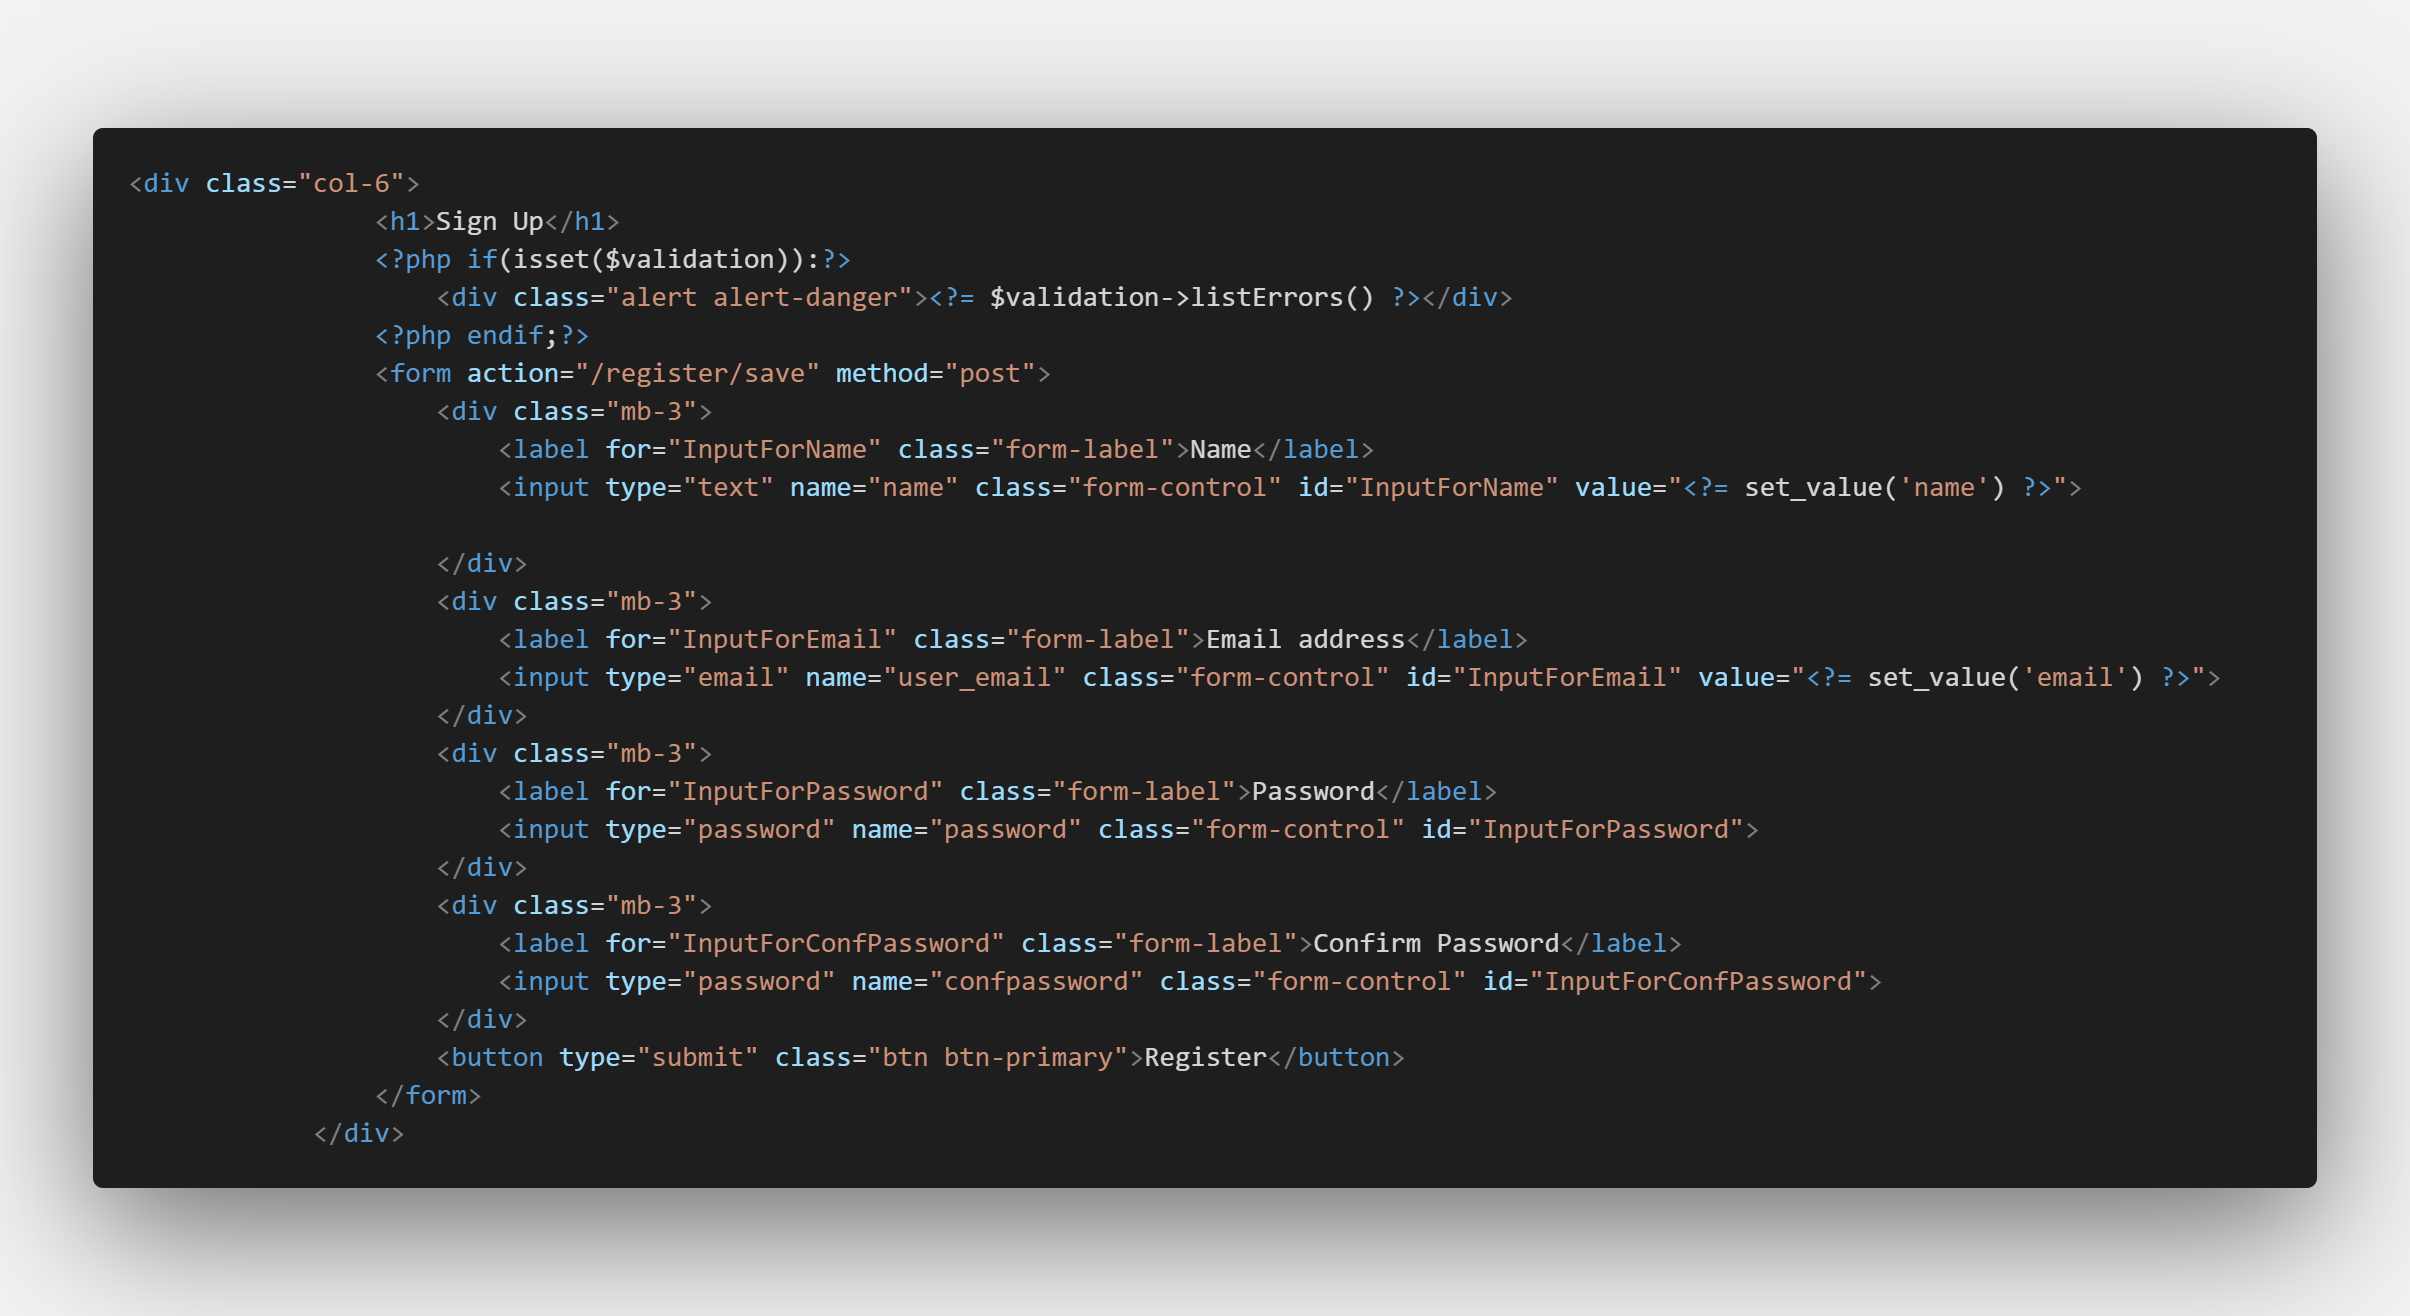 <div class="col-6">
                <h1>Sign Up</h1>
                <?php if(isset($validation)):?>
                    <div class="alert alert-danger"><?= $validation->listErrors() ?></div>
                <?php endif;?>
                <form action="/register/save" method="post">
                    <div class="mb-3">
                        <label for="InputForName" class="form-label">Name</label>
                        <input type="text" name="name" class="form-control" id="InputForName" value="<?= set_value('name') ?>">

                    </div>
                    <div class="mb-3">
                        <label for="InputForEmail" class="form-label">Email address</label>
                        <input type="email" name="user_email" class="form-control" id="InputForEmail" value="<?= set_value('email') ?>">
                    </div>
                    <div class="mb-3">
                        <label for="InputForPassword" class="form-label">Password</label>
                        <input type="password" name="password" class="form-control" id="InputForPassword">
                    </div>
                    <div class="mb-3">
                        <label for="InputForConfPassword" class="form-label">Confirm Password</label>
                        <input type="password" name="confpassword" class="form-control" id="InputForConfPassword">
                    </div>
                    <button type="submit" class="btn btn-primary">Register</button>
                </form>
            </div>